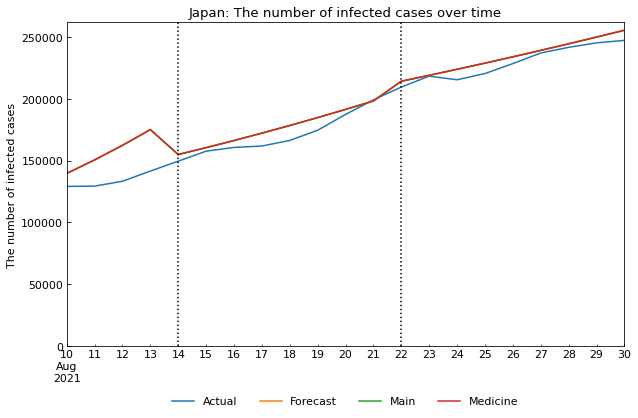 Japan: The number of infected cases over time
The number of infected cases
250000
200000
150000
100000
50000
0
10 11 12 13 14 15 16 17 18 19 20 21 22 23 24 25 26 27 28 29 30
Aug
2021
Actual Forecast Main Medicine